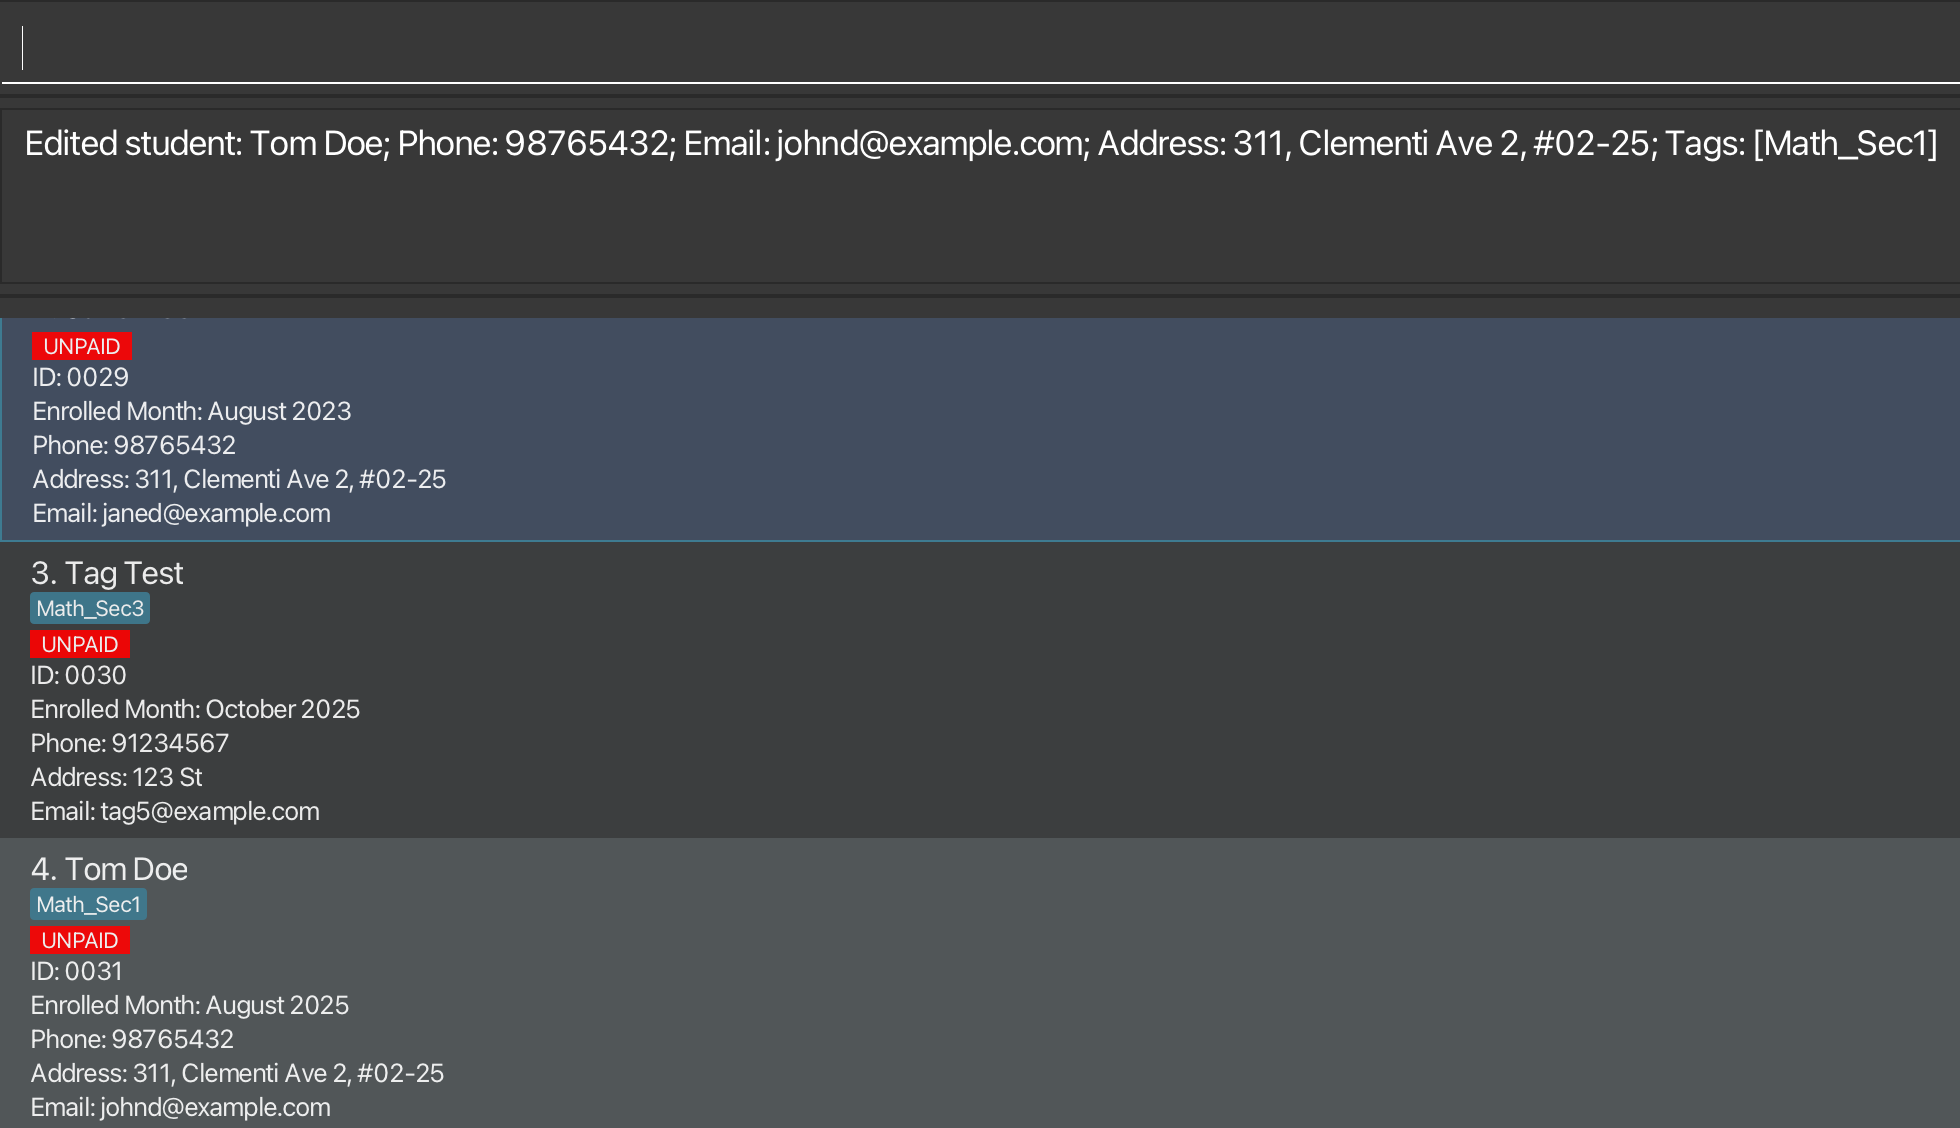 Edited student: Tom Doe; Phone: 98765432; Email: johnd@example.com; Address: 311, Clementi Ave 2, #02-25; Tags: [Math_Sec1]
UNPAID
ID: 0029
Enrolled Month: August 2023
Phone: 98765432
Address: 311, Clementi Ave 2, #02-25
Email: janed@example.com
3. Tag Test
Math_Sec3
UNPAID
ID: 0030
Enrolled Month: October 2025
Phone: 91234567
Address: 123 St
Email: tag5@example.com
4. Tom Doe
Math_Sec1
UNPAID
ID: 0031
Enrolled Month: August 2025
Phone: 98765432
Address: 311, Clementi Ave 2, #02-25
Email: johnd@example.com